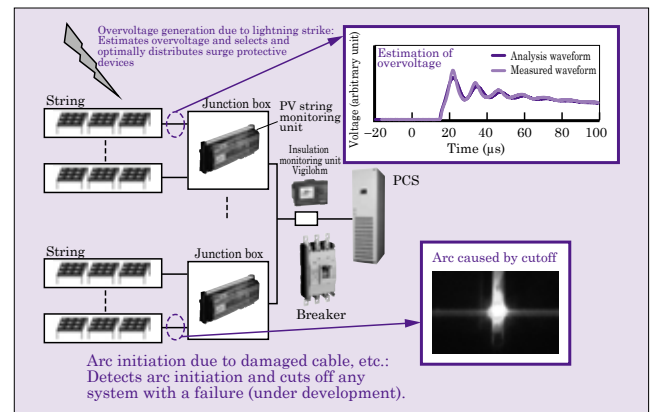 Overvoltage generation due to lightning strike:
Estimates overvoltage and selects and
optimally distributes surge protective
devices
Estimation of
overvoltage
Analysis waveform
Measured waveform
Voltage (arbitrary unit)
−20 0 20 40 60 80 100
Time (µs)
String
Junction box
PV string
monitoring
unit
Insulation
monitoring unit
Vigilohm
PCS
String
Junction box
Breaker
Arc caused by cutoff
Arc initiation due to damaged cable, etc.:
Detects arc initiation and cuts off any
system with a failure (under development).